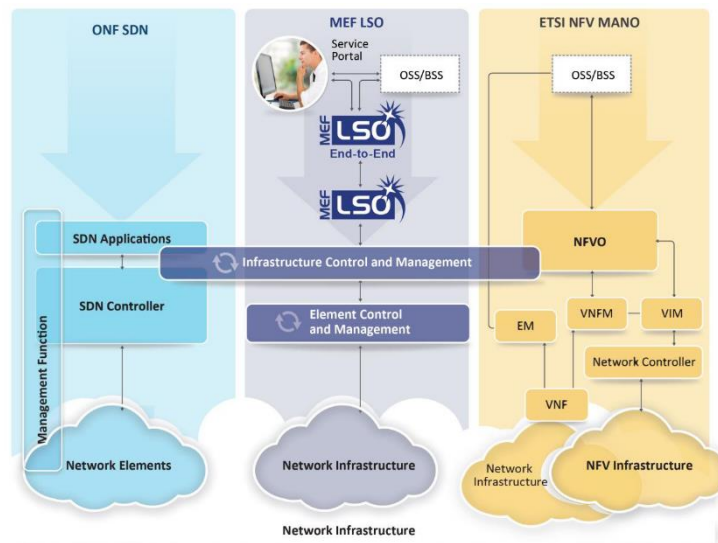 ONF SDN
MEF LSO
ETSI NFV MANO
Service
Portal
OSS/BSS
OSS/BSS
MEF LSO
End-to-End
MEF LSO
SDN Applications
NFVO
Infrastructure Control and Management
SDN Controller
Element Control
and Management
EM
VNFM
VIM
Network Controller
VNF
Management Function
Network Elements
Network Infrastructure
Network
Infrastructure
NFV Infrastructure
Network Infrastructure